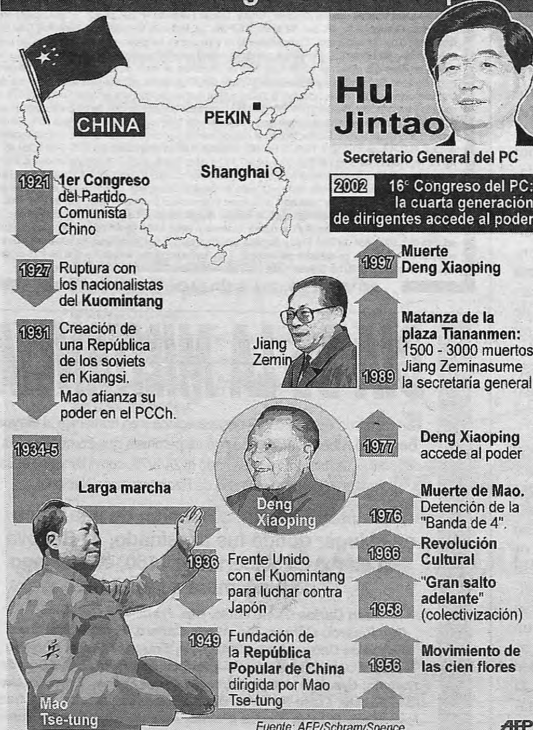 CHINA
PEKIN
Shanghai
Hu
Jintao
Secretario General del PC
2002 16º Congreso del PC:
la cuarta generación
de dirigentes accede al poder
1921 1er Congreso
del Partido
Comunista
Chino
1927 Ruptura con
los nacionalistas
del Kuomintang
1931 Creación de
una República
de los soviets
en Kiangsi.
Mao afianza su
poder en el PCCh.
1934-5
Larga marcha
1936 Frente Unido
con el Kuomintang
para luchar contra
Japón
1949 Fundación de
la República
Popular de China
dirigida por Mao
Tse-tung
Mao
Tse-tung
兵
1956 Movimiento de
las cien flores
1958 "Gran salto
adelante"
(colectivización)
1966 Revolución
Cultural
1976 Muerte de Mao.
Detención de la
"Banda de 4".
1977 Deng Xiaoping
accede al poder
Deng
Xiaoping
1989 Matanza de la
plaza Tiananmen:
1500 - 3000 muertos
Jiang Zeminasume
la secretaría general
Jiang
Zemin
1997 Muerte
Deng Xiaoping
Fuente: AFP/Schram/Spence
AFP